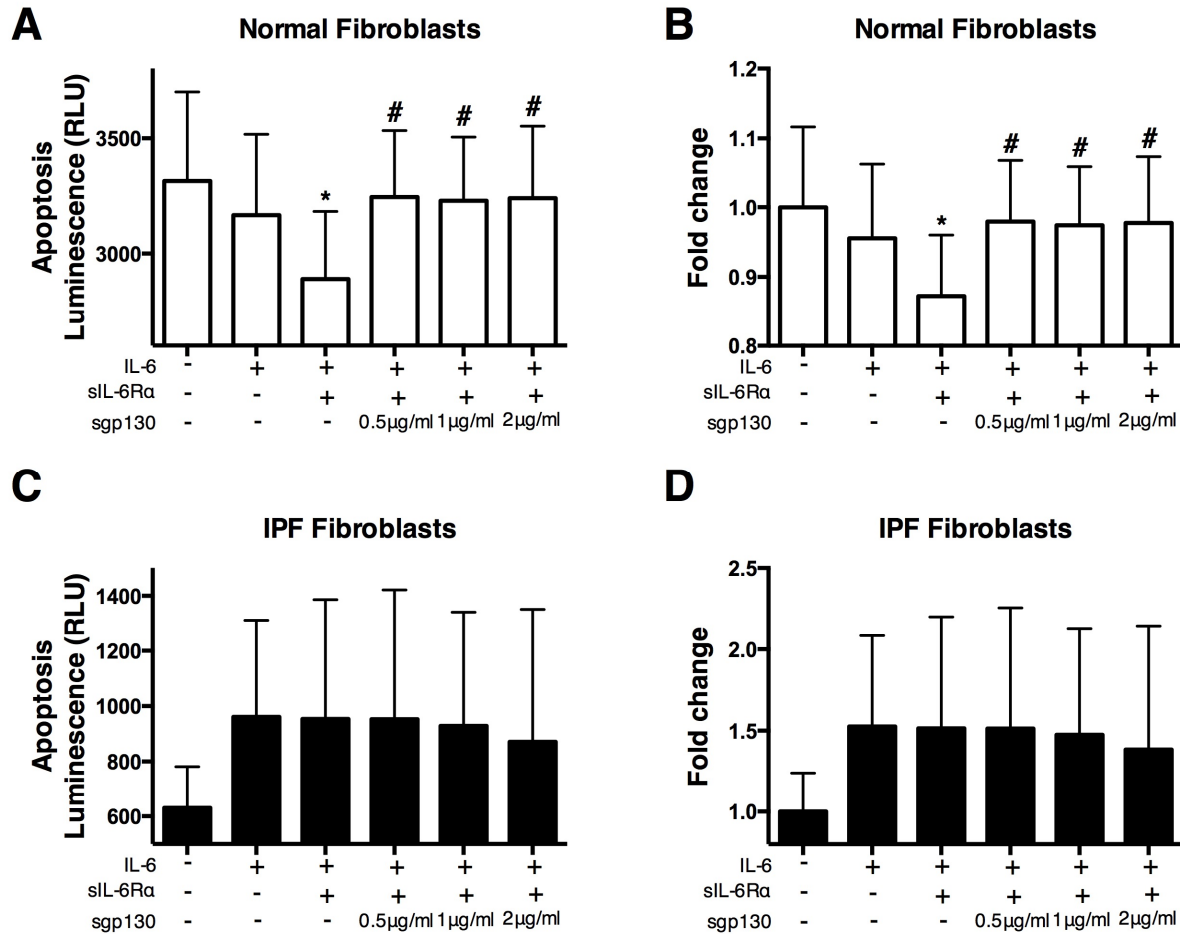 A
Normal Fibroblasts
Apoptosis
Luminescence (RLU)
3500
3000
* # # #
IL-6 - + + + + +
sIL-6Rα - - + + + +
sgp130 - - - 0.5µg/ml 1µg/ml 2µg/ml
B
Normal Fibroblasts
Fold change
1.2
1.1
1.0
0.9
0.8
* # # #
IL-6 - + + + + +
sIL-6Rα - - + + + +
sgp130 - - - 0.5µg/ml 1µg/ml 2µg/ml
C
IPF Fibroblasts
Apoptosis
Luminescence (RLU)
1400
1200
1000
800
600
IL-6 - + + + + +
sIL-6Rα - - + + + +
sgp130 - - - 0.5µg/ml 1µg/ml 2µg/ml
D
IPF Fibroblasts
Fold change
2.5
2.0
1.5
1.0
IL-6 - + + + + +
sIL-6Rα - - + + + +
sgp130 - - - 0.5µg/ml 1µg/ml 2µg/ml